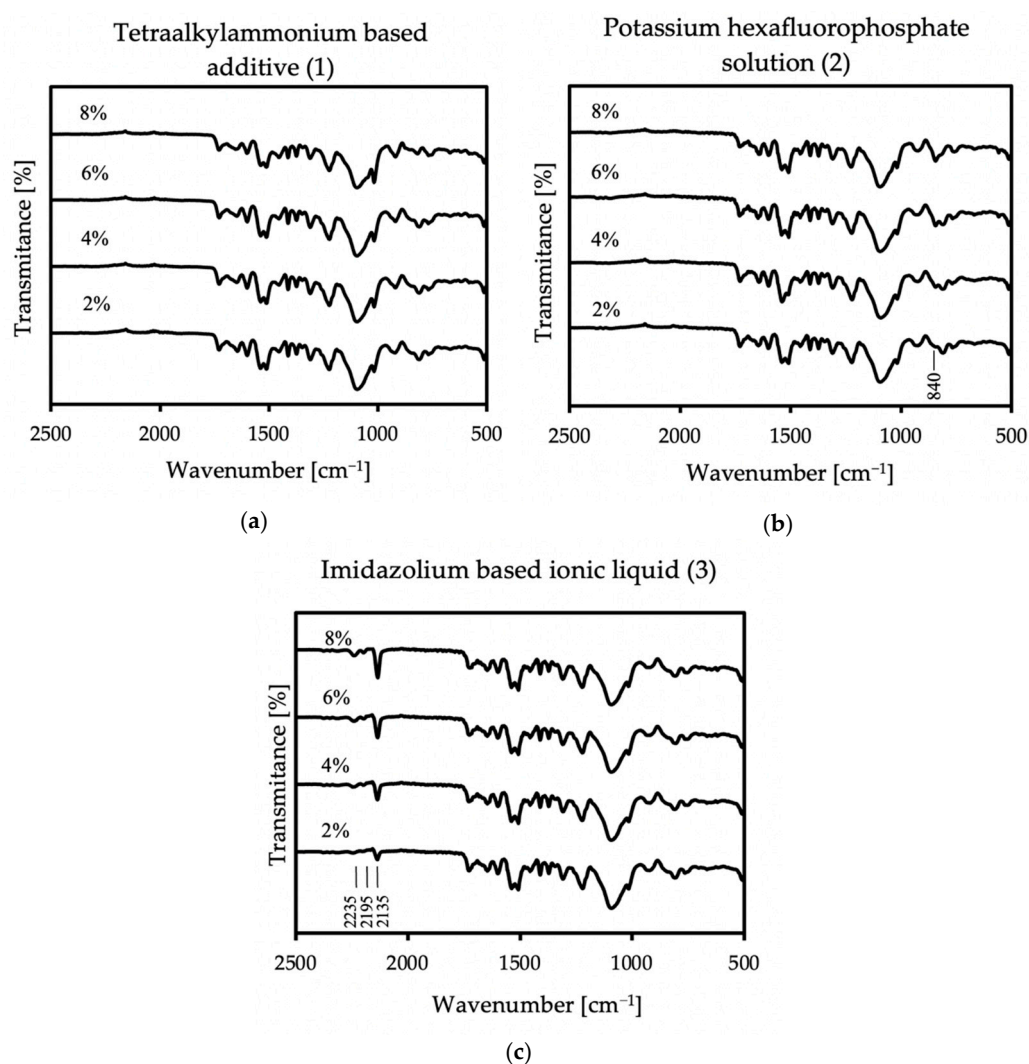 Tetraalkylammonium based
additive (1)
8%
6%
4%
2%
Transmitance [%]
2500 2000 1500 1000 500
Wavenumber [cm⁻¹]
(a)
Potassium hexafluorophosphate
solution (2)
8%
6%
4%
2%
840
Transmitance [%]
2500 2000 1500 1000 500
Wavenumber [cm⁻¹]
(b)
Imidazolium based ionic liquid (3)
8%
6%
4%
2%
2235
2195
2135
Transmitance [%]
2500 2000 1500 1000 500
Wavenumber [cm⁻¹]
(c)